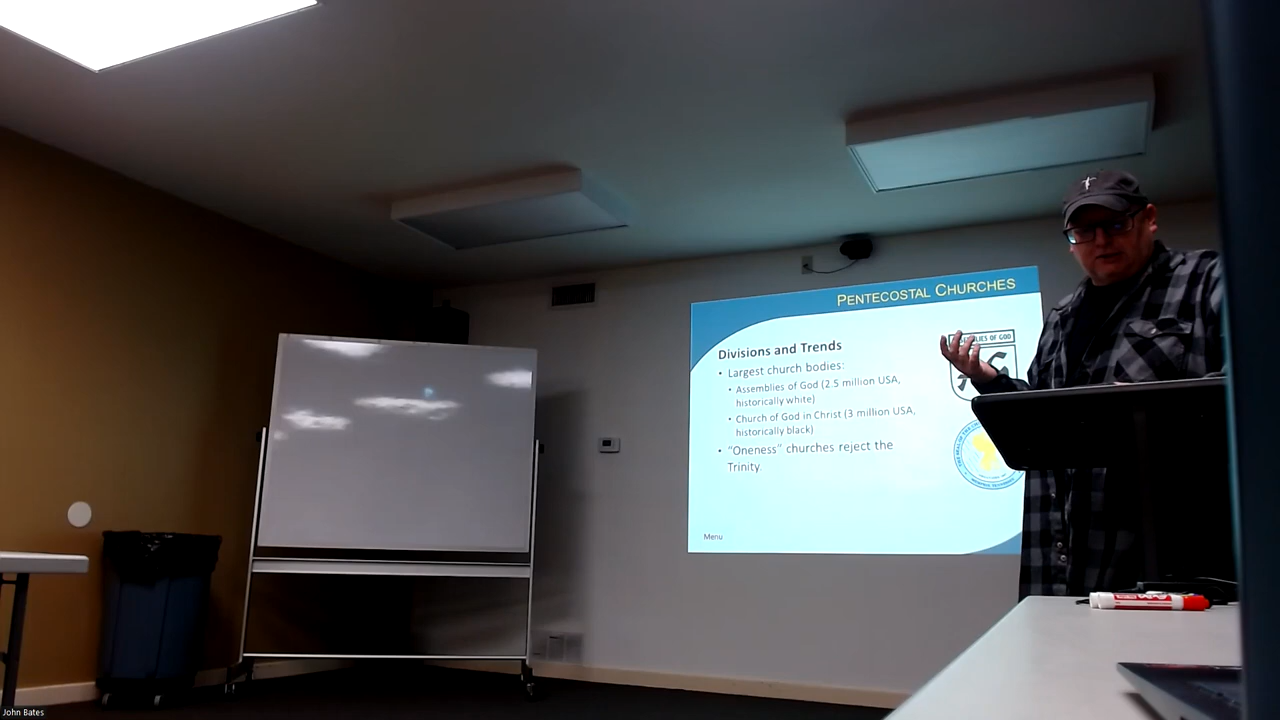 PENTECOSTAL CHURCHES
Divisions and Trends
• Largest church bodies:
• Assemblies of God (2.5 million USA,
historically white)
• Church of God in Christ (3 million USA,
historically black)
• "Oneness" churches reject the
Trinity.
OF GOD
Menu
John Bates